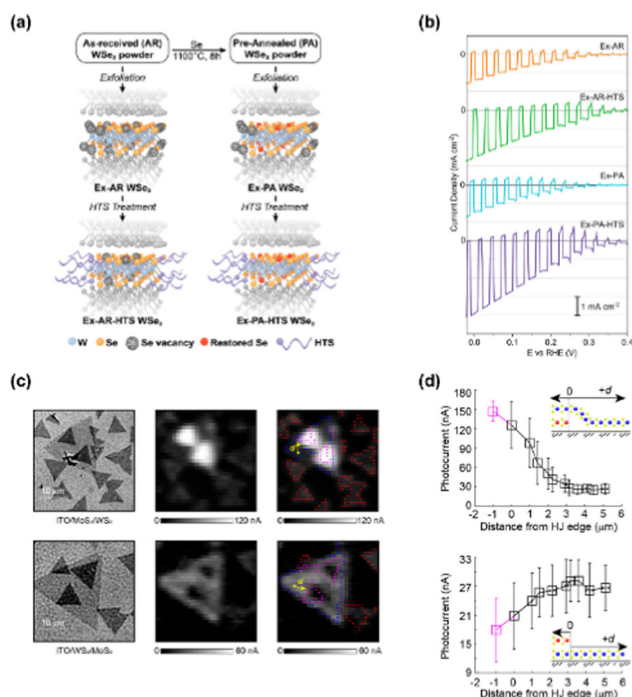 (a)
As-received (AR)
WSe₂ powder
Se
1100°C, 8h
Pre-Annealed (PA)
WSe₂ powder
Exfoliation
Exfoliation
Ex-AR WSe₂
Ex-PA WSe₂
HTS Treatment
HTS Treatment
Ex-AR-HTS WSe₂
Ex-PA-HTS WSe₂
W
Se
Se vacancy
Restored Se
HTS
(b)
Ex-AR
Ex-AR-HTS
Ex-PA
Ex-PA-HTS
0
0
0
0
Current Density (mA cm⁻²)
1 mA cm⁻²
0.0 0.1 0.2 0.3 0.4
E vs RHE (V)
(c)
10 μm
ITO/MoS₂/WS₂
0 120 nA
0 120 nA
d
10 μm
ITO/WS₂/MoS₂
0 60 nA
0 60 nA
d
(d)
180
150
120
90
60
30
0
Photocurrent (nA)
0 +d
-2 -1 0 1 2 3 4 5 6
Distance from HJ edge (μm)
33
27
21
15
9
Photocurrent (nA)
0 +d
-2 -1 0 1 2 3 4 5 6
Distance from HJ edge (μm)